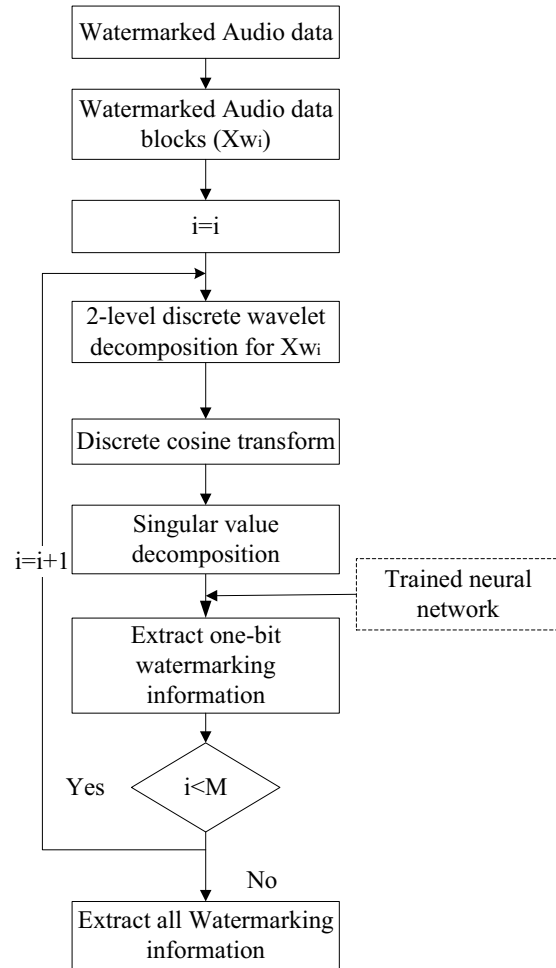 Watermarked Audio data
Watermarked Audio data
blocks (Xwi)
i=i
2-level discrete wavelet
decomposition for Xwi
Discrete cosine transform
Singular value
decomposition
i=i+1
Trained neural
network
Extract one-bit
watermarking
information
Yes
i<M
No
Extract all Watermarking
information